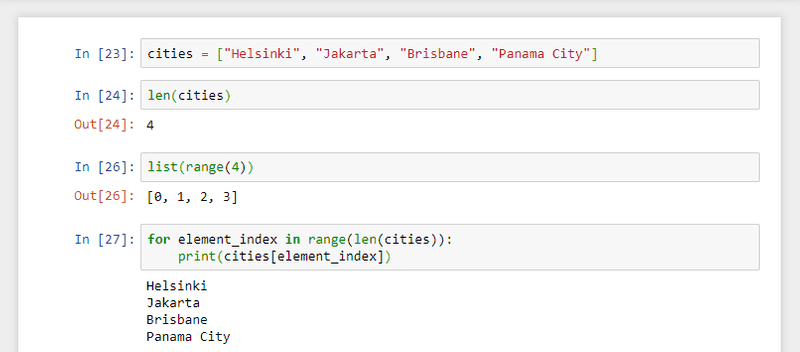 In [23]: cities = ["Helsinki", "Jakarta", "Brisbane", "Panama City"]
In [24]: len(cities)
Out[24]: 4
In [26]: list(range(4))
Out[26]: [0, 1, 2, 3]
In [27]: for element_index in range(len(cities)):
    print(cities[element_index])
Helsinki
Jakarta
Brisbane
Panama City